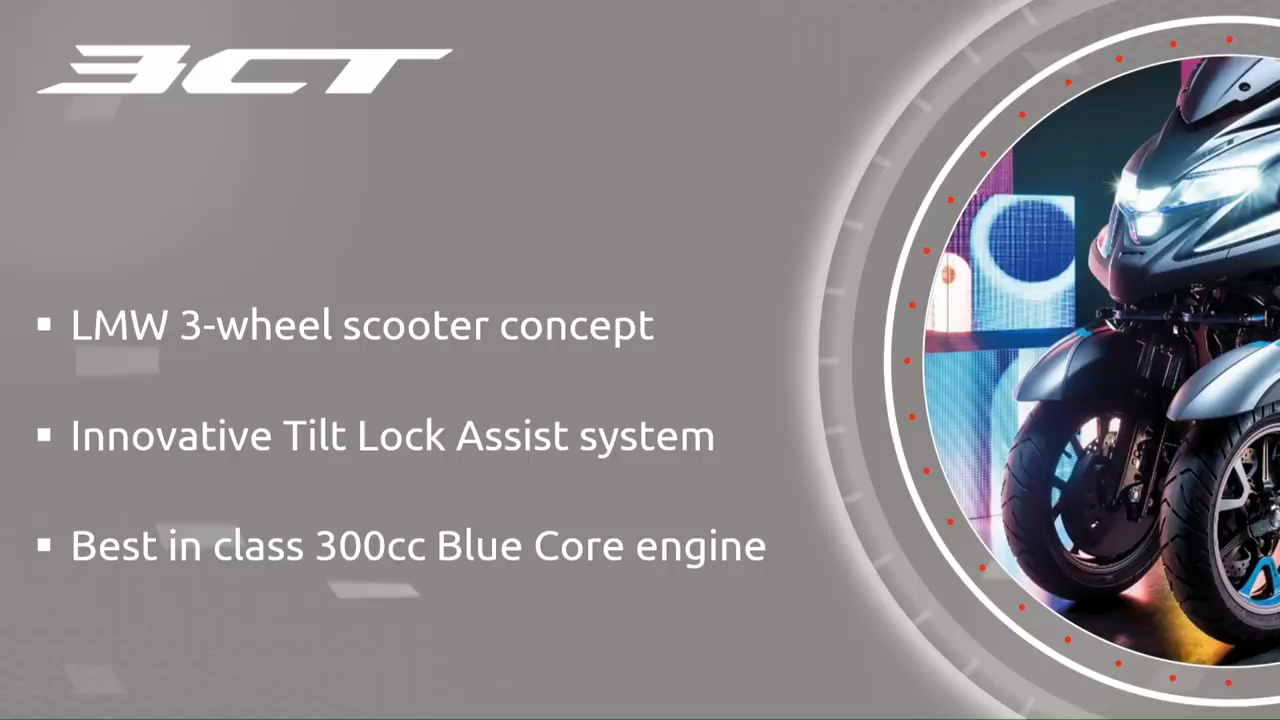 3CT
LMW 3-wheel scooter concept
Innovative Tilt Lock Assist system
Best in class 300cc Blue Core engine